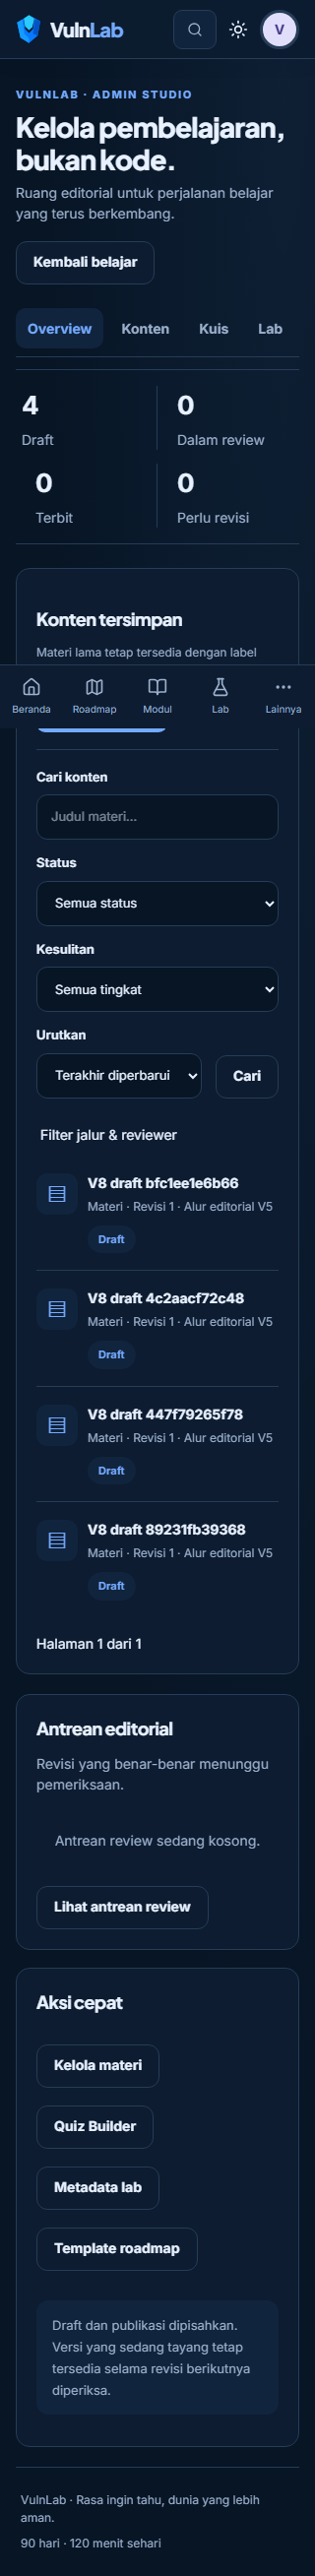 VulnLab
V
VULNLAB · ADMIN STUDIO
Kelola pembelajaran,
bukan kode.
Ruang editorial untuk perjalanan belajar
yang terus berkembang.
Kembali belajar
Overview Konten Kuis Lab
4 0
Draft Dalam review
0 0
Terbit Perlu revisi
Konten tersimpan
Materi lama tetap tersedia dengan label
Beranda Roadmap Modul Lab Lainnya
Cari konten
Judul materi...
Status
Semua status
Kesulitan
Semua tingkat
Urutkan
Terakhir diperbarui Cari
Filter jalur & reviewer
V8 draft bfc1ee1e6b66
Materi · Revisi 1 · Alur editorial V5
Draft
V8 draft 4c2aacf72c48
Materi · Revisi 1 · Alur editorial V5
Draft
V8 draft 447f79265f78
Materi · Revisi 1 · Alur editorial V5
Draft
V8 draft 89231fb39368
Materi · Revisi 1 · Alur editorial V5
Draft
Halaman 1 dari 1
Antrean editorial
Revisi yang benar-benar menunggu
pemeriksaan.
Antrean review sedang kosong.
Lihat antrean review
Aksi cepat
Kelola materi
Quiz Builder
Metadata lab
Template roadmap
Draft dan publikasi dipisahkan.
Versi yang sedang tayang tetap
tersedia selama revisi berikutnya
diperiksa.
VulnLab · Rasa ingin tahu, dunia yang lebih
aman.
90 hari · 120 menit sehari